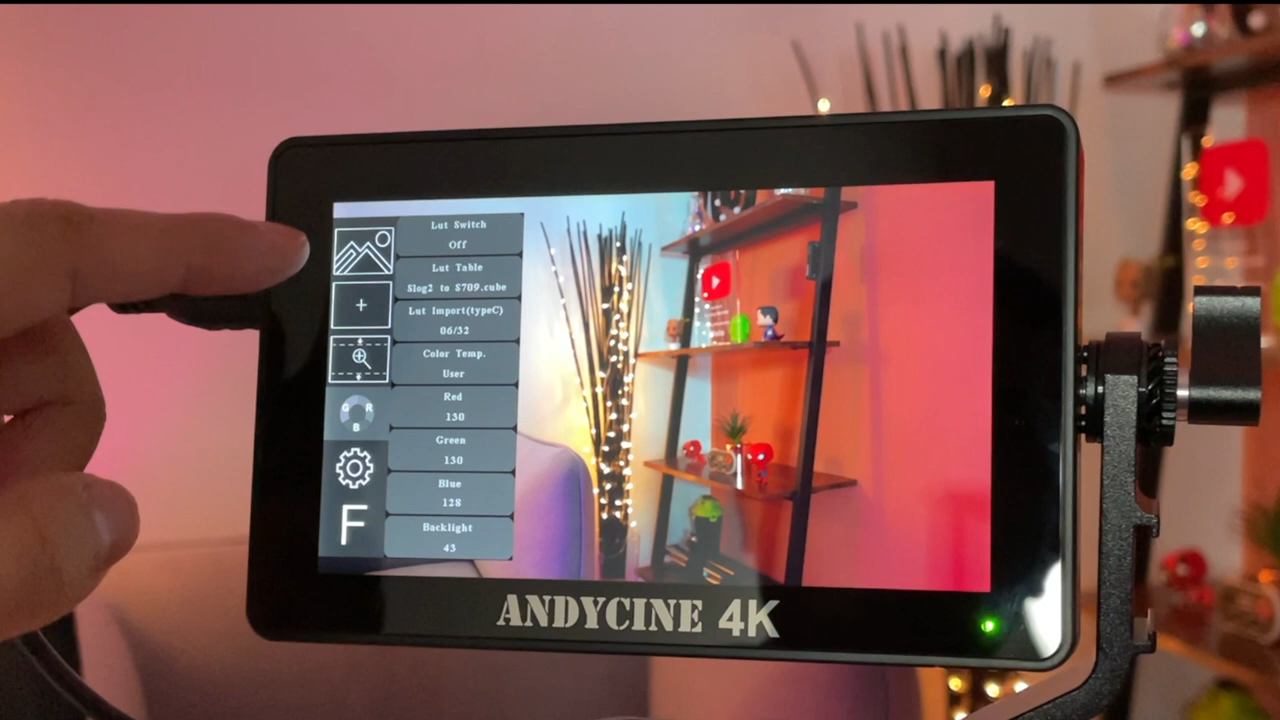 Lut Switch
Off
Lut Table
Slog2 to S709.cube
Lut Import(typeC)
06/32
Color Temp.
User
Red
130
Green
130
Blue
128
Backlight
43
G R
B
F
ANDYCINE 4K